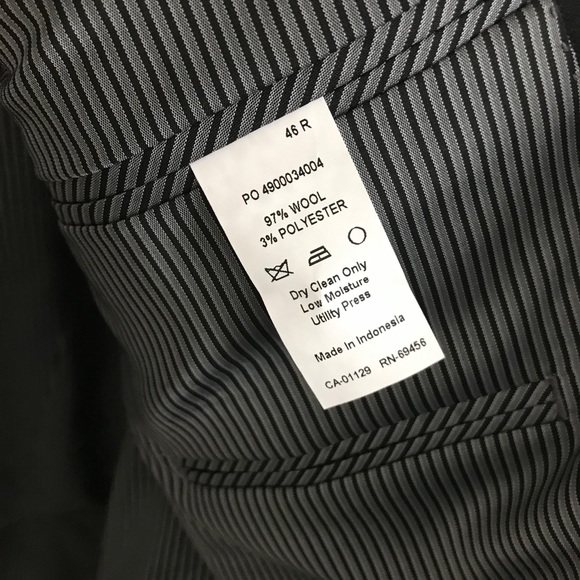 46 R
PO 4900034004
97% WOOL
3% POLYESTER
Dry Clean Only
Low Moisture
Utility Press
Made in Indonesia
CA-01129 RN-69456